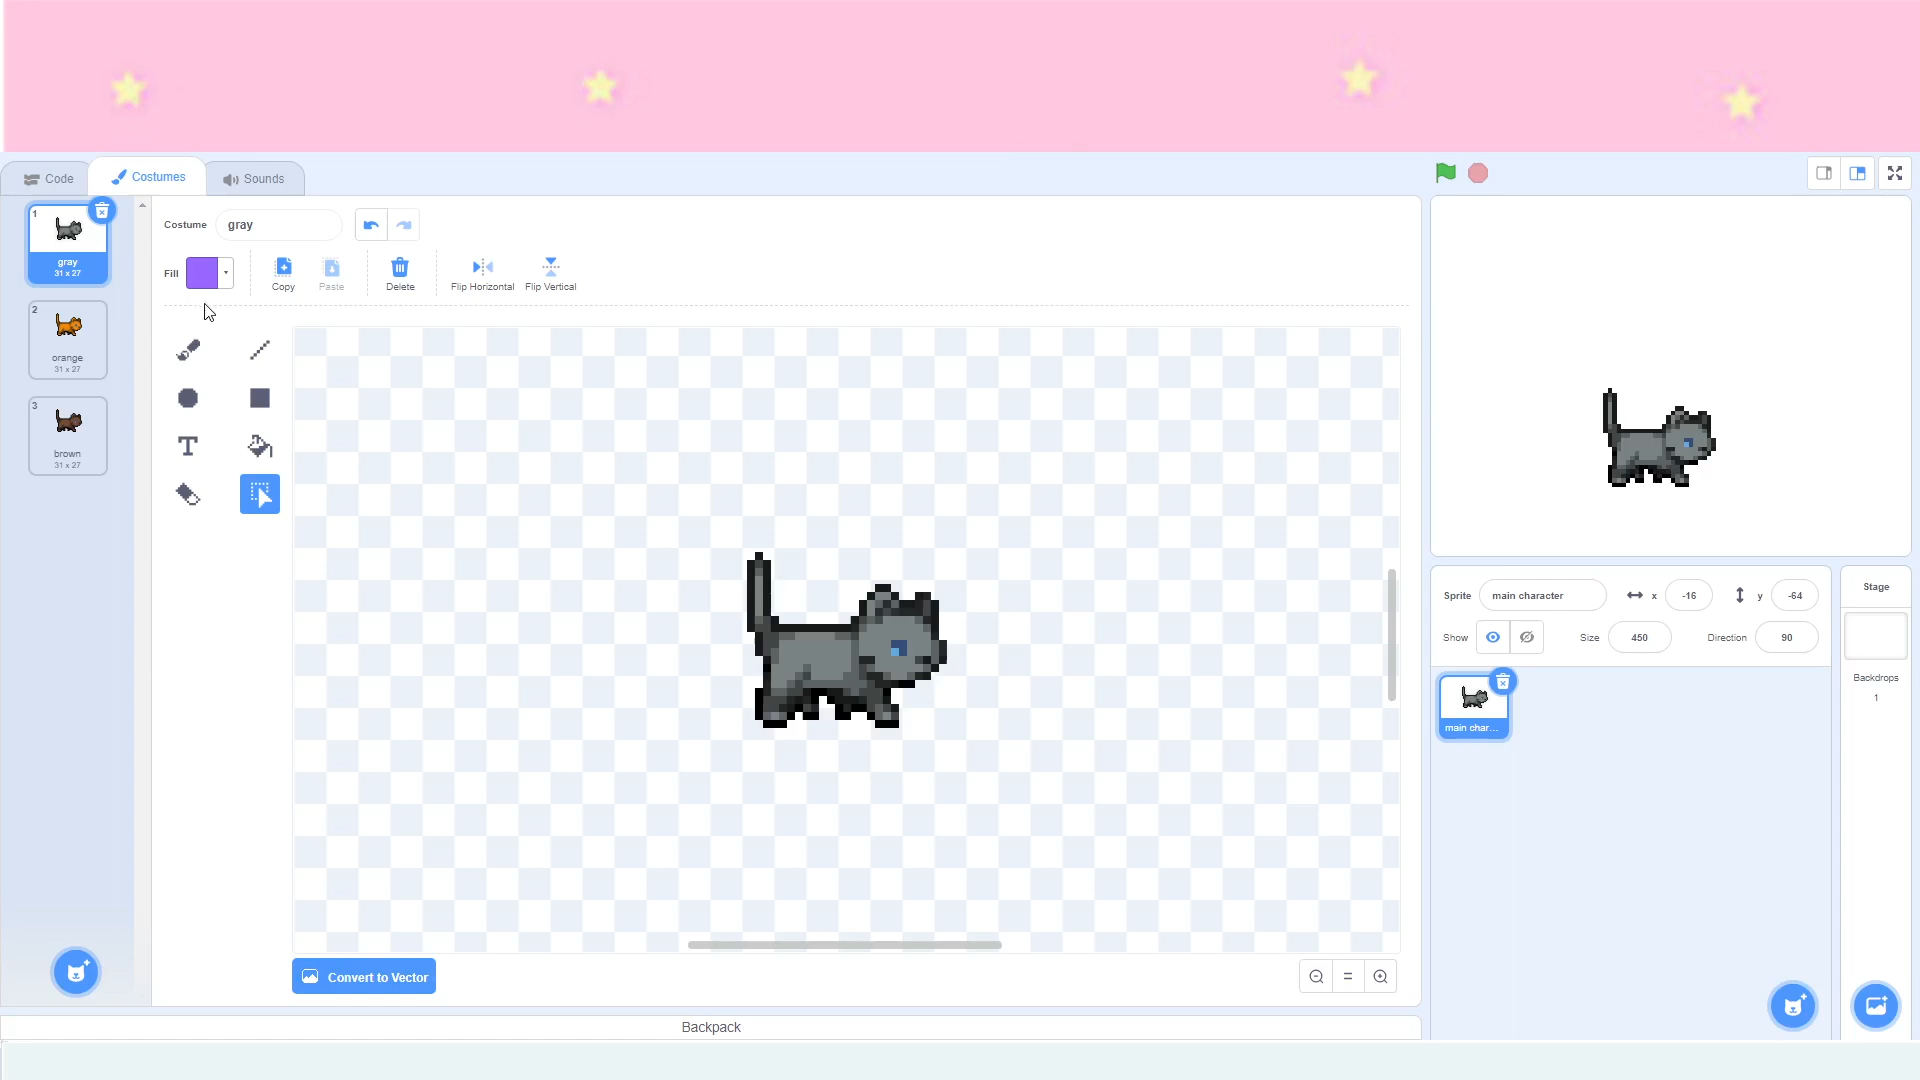 Code
Costumes
Sounds
Costume
gray
Fill
Copy
Paste
Delete
Flip Horizontal
Flip Vertical
1
gray
31 x 27
2
orange
31 x 27
3
brown
31 x 27
T
Convert to Vector
Backpack
Sprite
main character
x
-16
y
-64
Show
Size
450
Direction
90
main char...
Stage
Backdrops
1